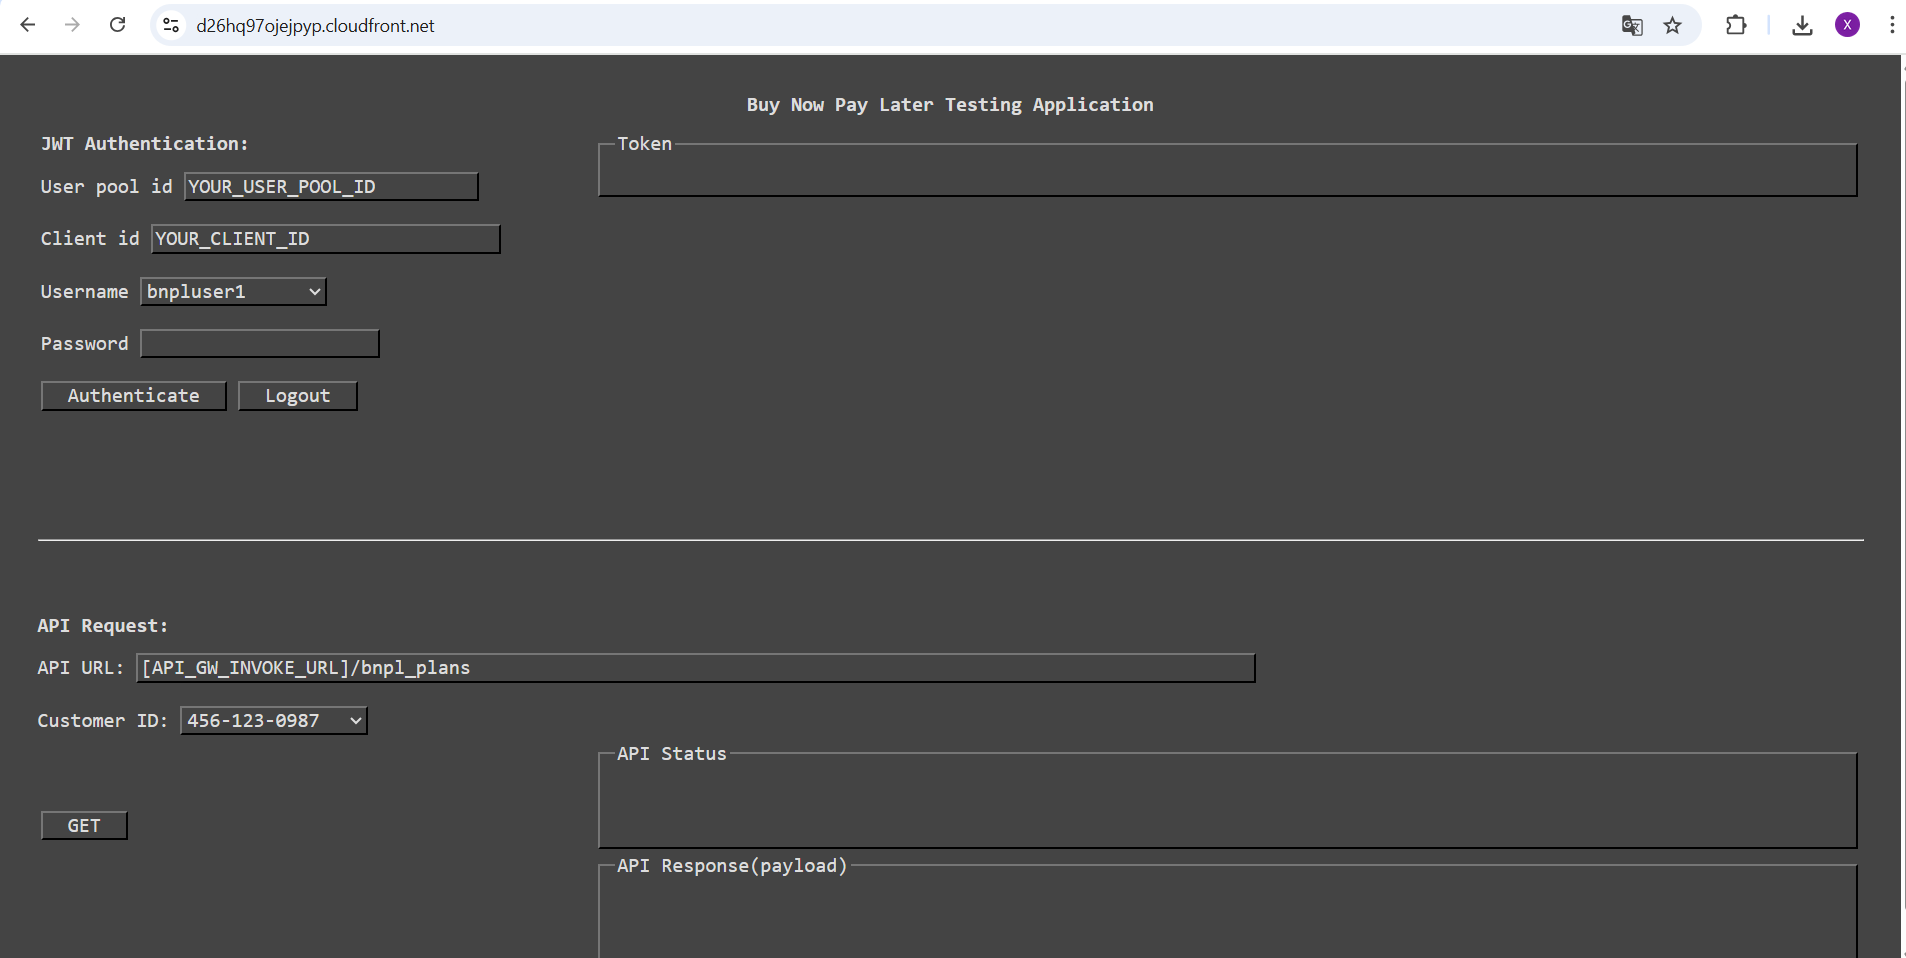 d26hq97ojejpyp.cloudfront.net
X
Buy Now Pay Later Testing Application
JWT Authentication:
Token
User pool id YOUR_USER_POOL_ID
Client id YOUR_CLIENT_ID
Username bnpluser1
Password
Authenticate Logout
API Request:
API URL: [API_GW_INVOKE_URL]/bnpl_plans
Customer ID: 456-123-0987
API Status
GET
API Response(payload)